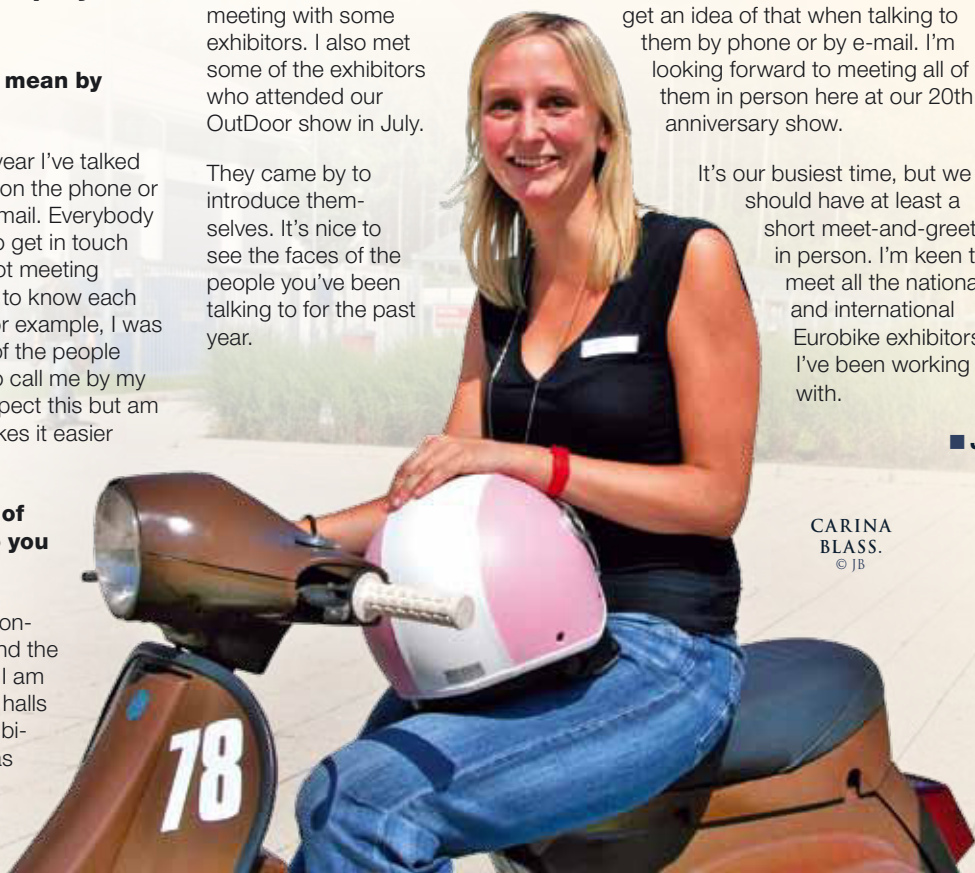 mean by
year I've talked
on the phone or
mail. Everybody
o get in touch
ot meeting
to know each
or example, I was
of the people
o call me by my
pect this but am
kes it easier
of
you
on-
nd the
I am
halls
bi-
as
meeting with some
exhibitors. I also met
some of the exhibitors
who attended our
OutDoor show in July.
They came by to
introduce them-
selves. It's nice to
see the faces of the
people you've been
talking to for the past
year.
get an idea of that when talking to
them by phone or by e-mail. I'm
looking forward to meeting all of
them in person here at our 20th
anniversary show.
It's our busiest time, but we
should have at least a
short meet-and-greet
in person. I'm keen t
meet all the nationa
and international
Eurobike exhibitors
I've been working
with.
■ J
CARINA
BLASS.
© JB
78